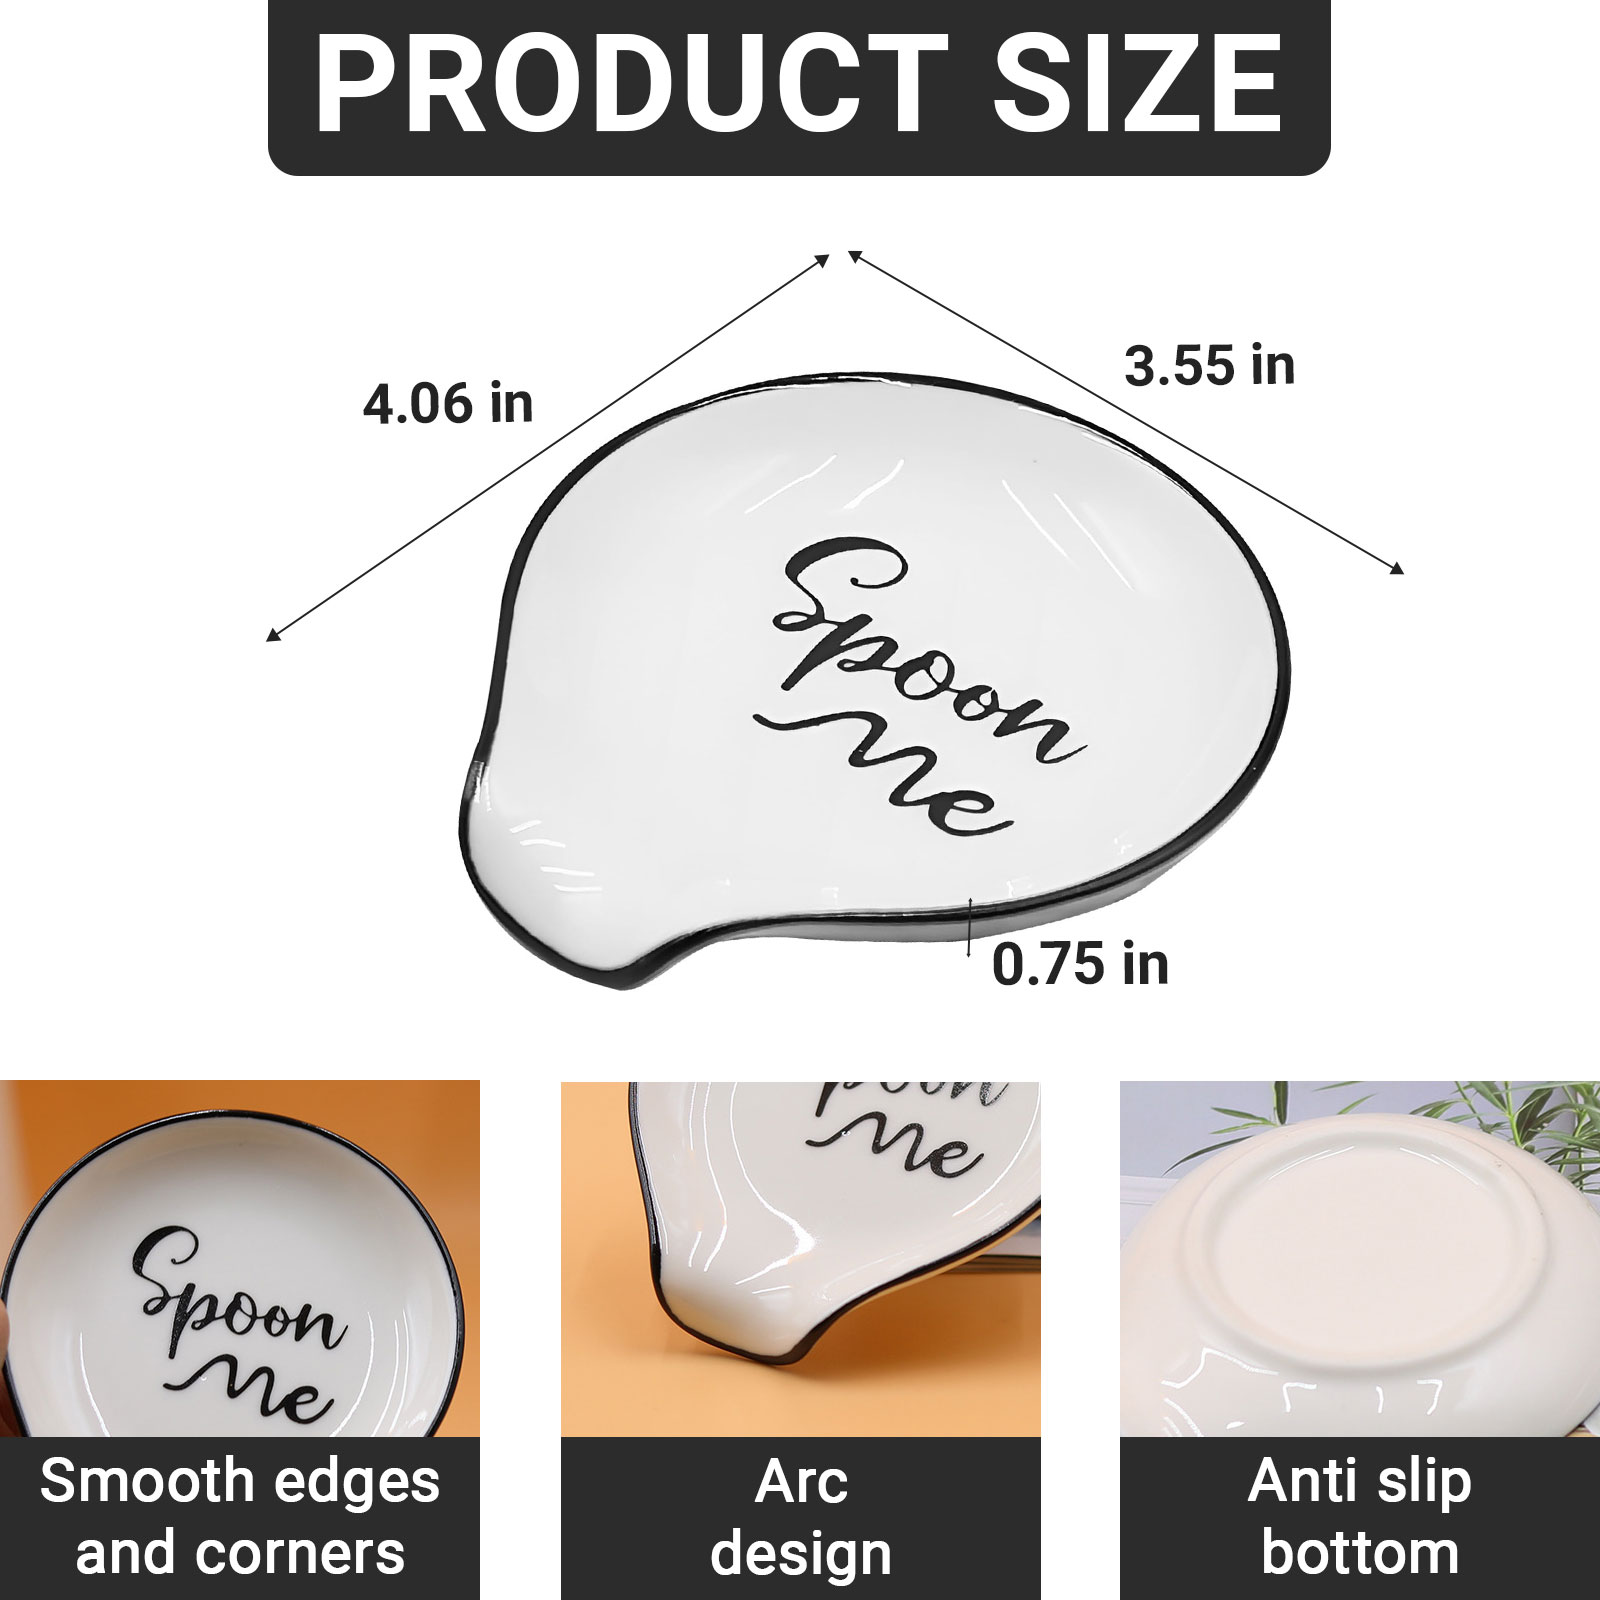 PRODUCT SIZE
4.06 in
3.55 in
Spoon
Me
0.75 in
Spoon
Me
Smooth edges
and corners
Spoon
Me
Arc
design
Anti slip
bottom